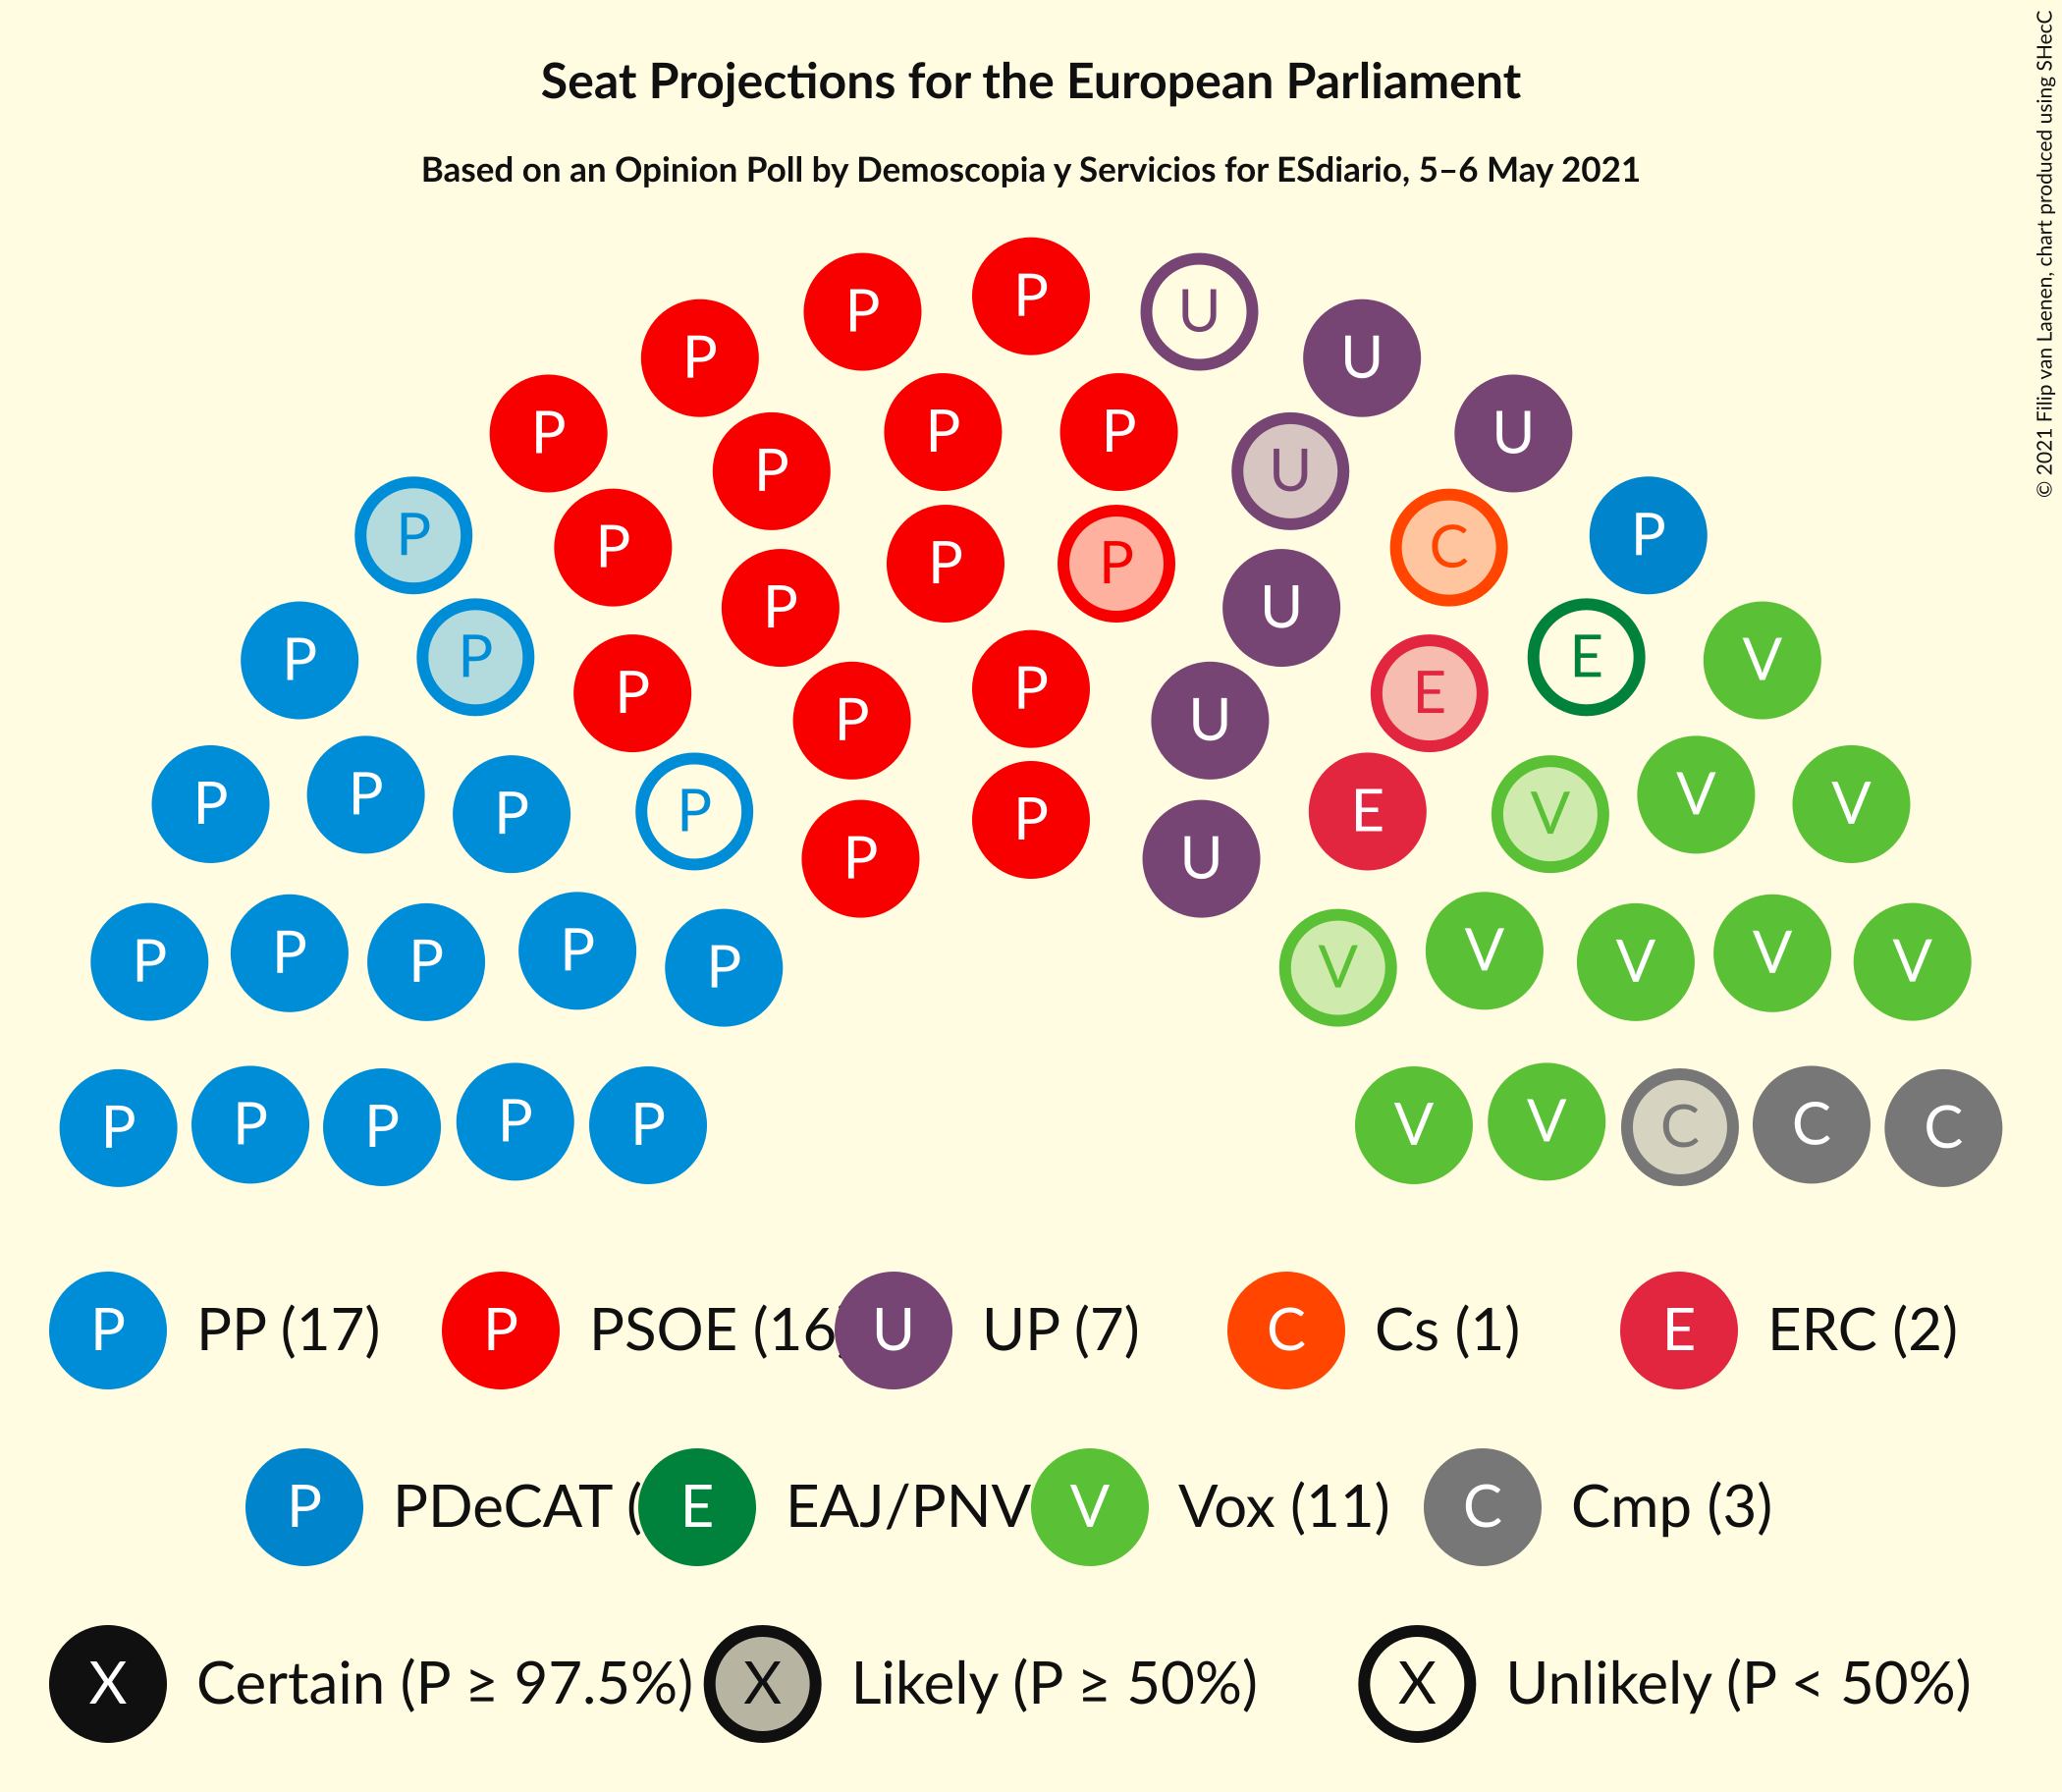 Seat Projections for the European Parliament
Based on an Opinion Poll by Demoscopia y Servicios for ESdiario, 5–6 May 2021
© 2021 Filip van Laenen, chart produced using SHecC
P
P U
P U
P P P U
P U
P P
P C
P P
P U
P P E V
P P E
P U
P P P P P E V V V
P U
P P P P P V V V V V
P P P P P V V C C C
P PP (17) P PSOE (16 U UP (7) C Cs (1) E ERC (2)
P PDeCAT ( E EAJ/PNV V Vox (11) C Cmp (3)
X Certain (P ≥ 97.5%) X Likely (P ≥ 50%) X Unlikely (P < 50%)